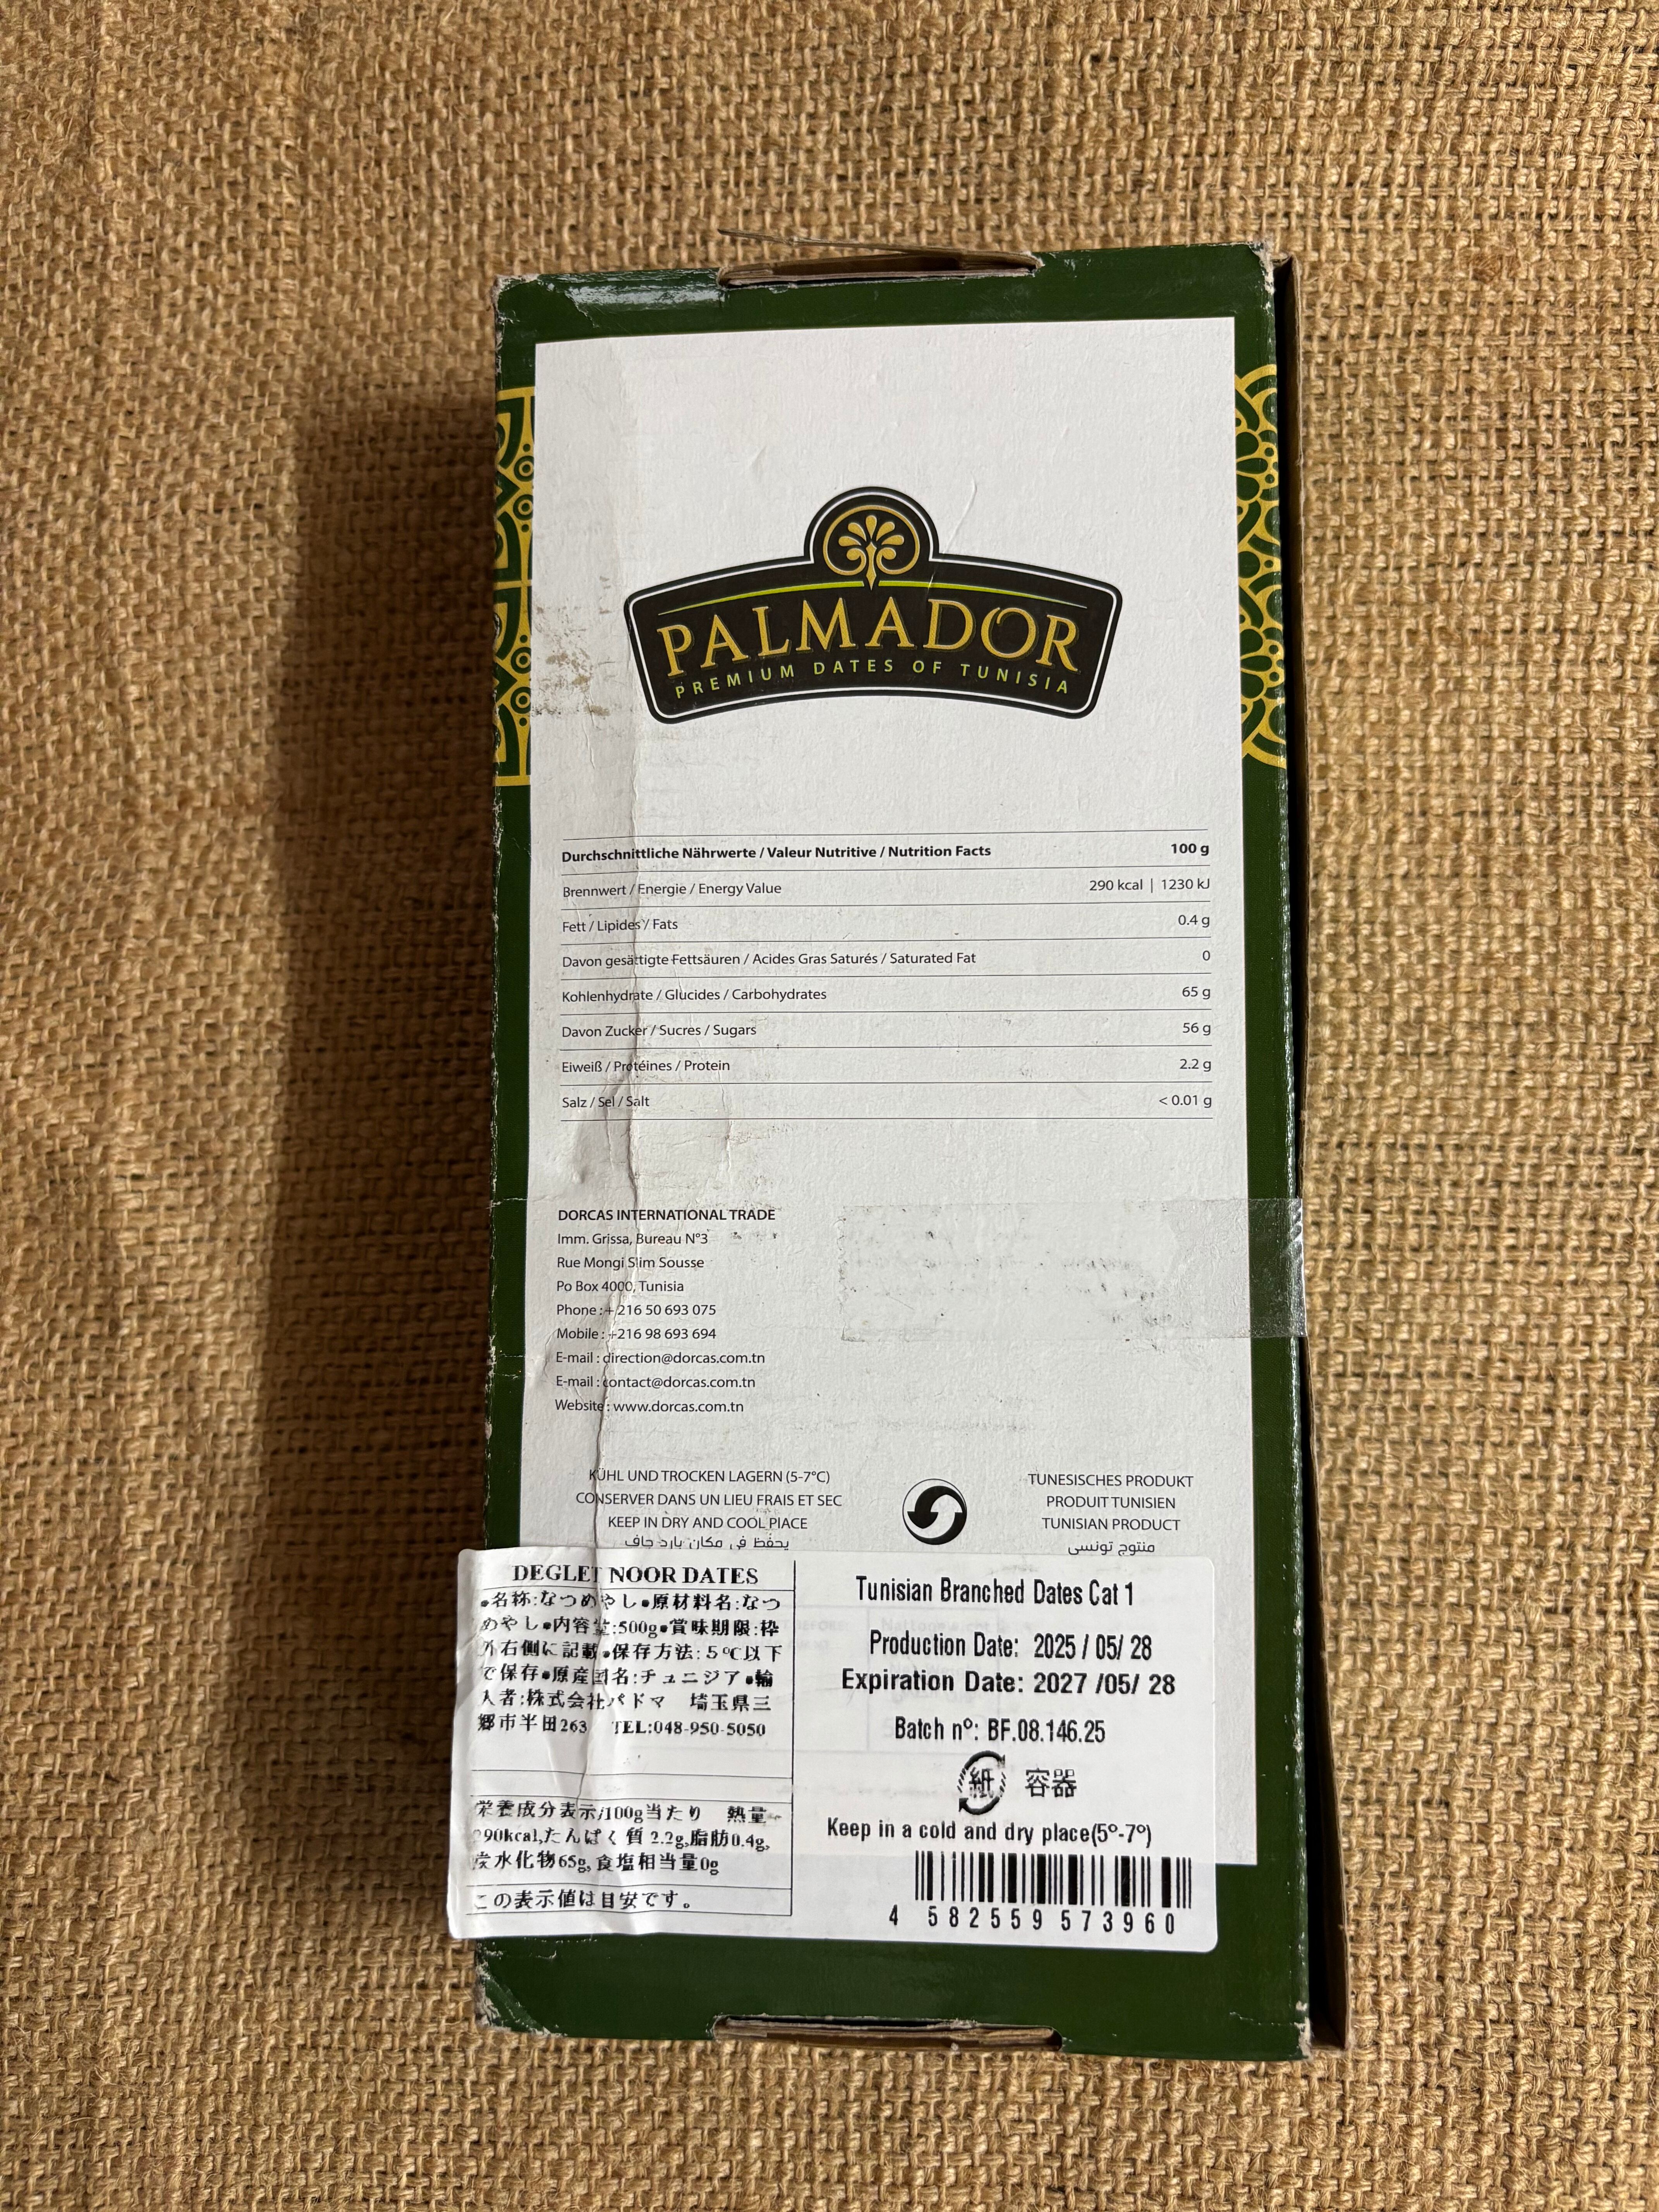 PALMADOR
PREMIUM DATES OF TUNISIA
Durchschnittliche Nährwerte / Valeur Nutritive / Nutrition Facts 100 g
Brennwert / Energie / Energy Value 290 kcal | 1230 kJ
Fett / Lipides / Fats 0.4 g
Davon gesättigte Fettsäuren / Acides Gras Saturés / Saturated Fat 0
Kohlenhydrate / Glucides / Carbohydrates 65 g
Davon Zucker / Sucres / Sugars 56 g
Eiweiß / Protéines / Protein 2.2 g
Salz / Sel / Salt < 0.01 g
DORCAS INTERNATIONAL TRADE
Imm. Grissa, Bureau N°3
Rue Mongi Slim Sousse
Po Box 4000, Tunisia
Phone : + 216 50 693 075
Mobile : +216 98 693 694
E-mail : direction@dorcas.com.tn
E-mail : contact@dorcas.com.tn
Website : www.dorcas.com.tn
KÜHL UND TROCKEN LAGERN (5-7°C)
CONSERVER DANS UN LIEU FRAIS ET SEC
KEEP IN DRY AND COOL PIACE
يحفظ في مكان بارد جاف
TUNESISCHES PRODUKT
PRODUIT TUNISIEN
TUNISIAN PRODUCT
منتوج تونسي
DEGLET NOOR DATES
●名称:なつめやし●原材料名:なつ
めやし●内容量:500g●賞味期限:枠
外右側に記載●保存方法:5℃以下
で保存●原産国名:チュニジア●輸
入者:株式会社パドマ 埼玉県三
郷市半田263 TEL:048-950-5050
栄養成分表示/100g当たり 熱量
290kcal,たんぱく質2.2g,脂肪0.4g,
炭水化物65g,食塩相当量0g
この表示値は目安です。
Tunisian Branched Dates Cat 1
Production Date: 2025 / 05/ 28
Expiration Date: 2027 /05/ 28
Batch nº: BF.08.146.25
紙 容器
Keep in a cold and dry place(5º-7º)
4 582559 573960